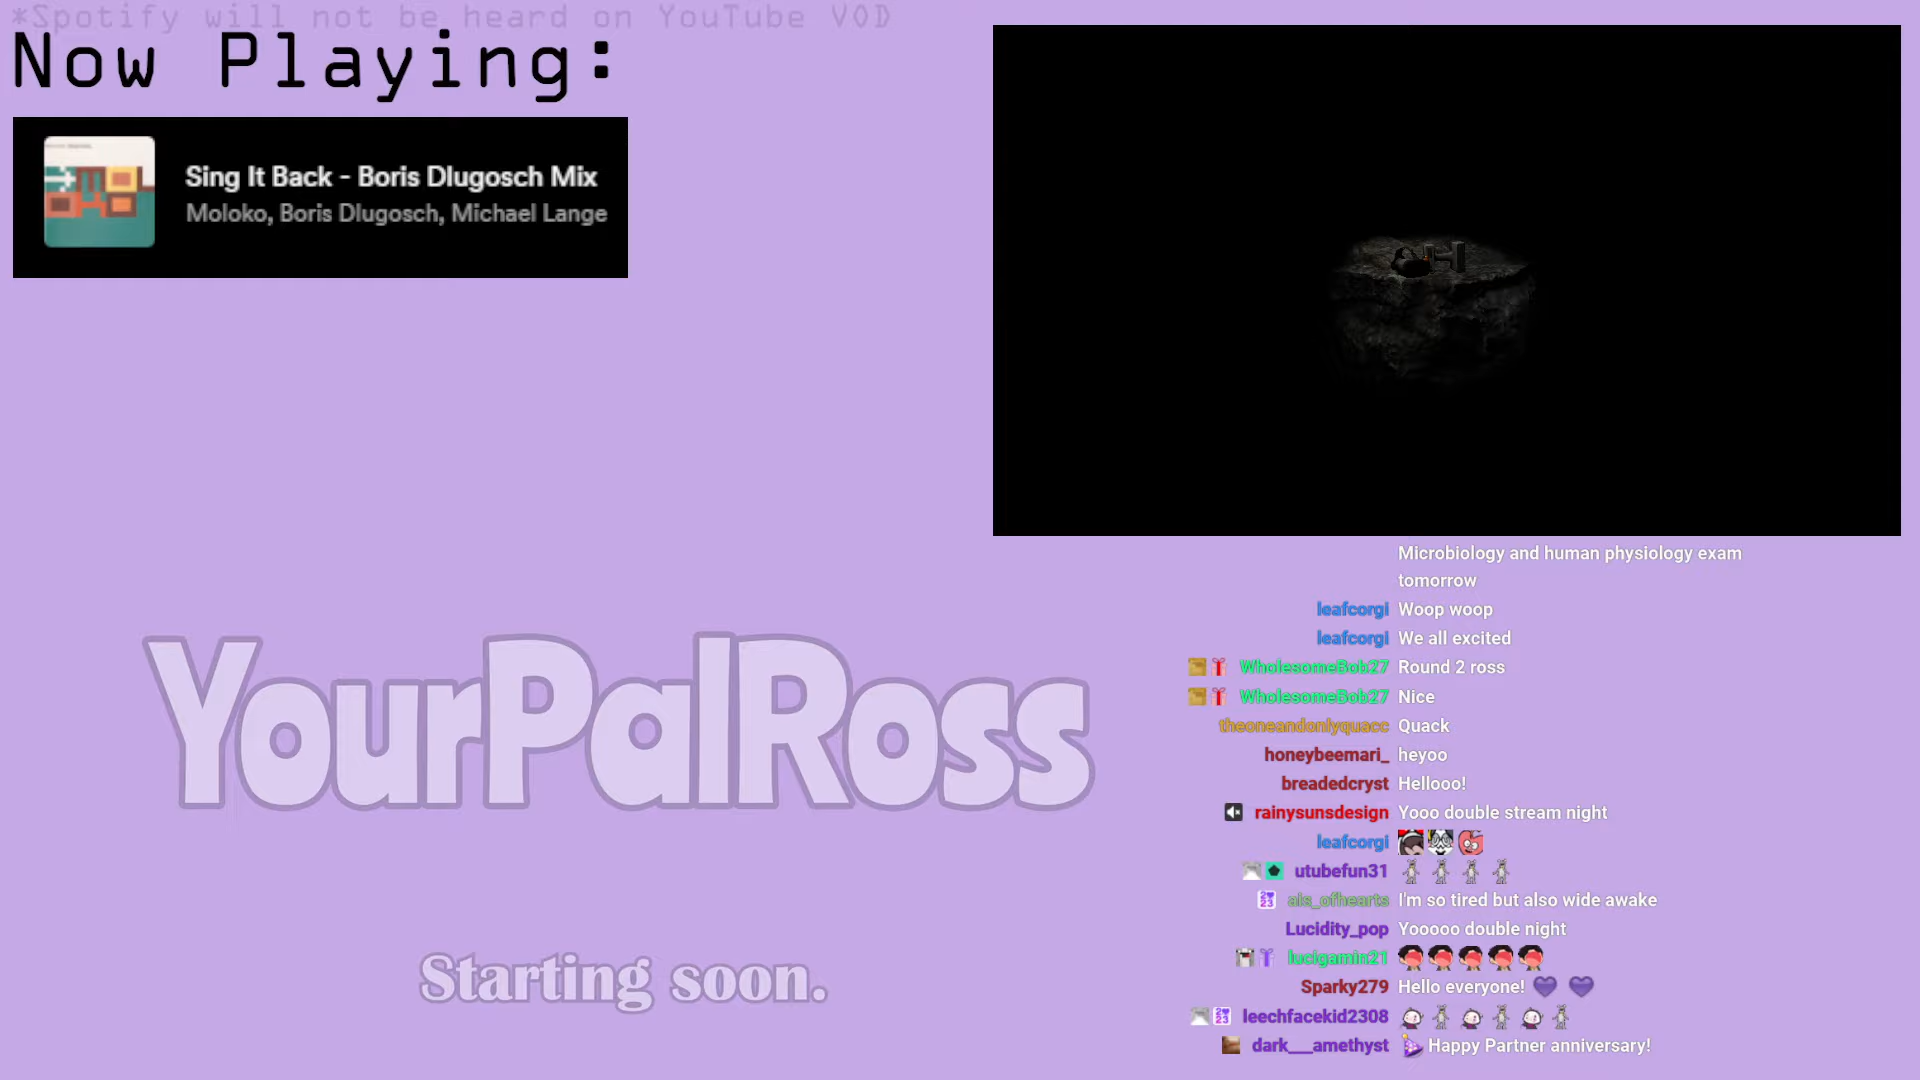 *Spotify will not be heard on YouTube VOD
Now Playing:
Sing It Back - Boris Dlugosch Mix
Moloko, Boris Dlugosch, Michael Lange
YourPalRoss
Starting soon.
Microbiology and human physiology exam
tomorrow
leafcorgi Woop woop
leafcorgi We all excited
WholesomeBob27 Round 2 ross
WholesomeBob27 Nice
theoneandonlyquacc Quack
honeybeemari_ heyoo
breadedcryst Hellooo!
rainysunsdesign Yooo double stream night
leafcorgi
utubefun31
ais_ofhearts I'm so tired but also wide awake
Lucidity_pop Yooooo double night
lucigamin21
Sparky279 Hello everyone!
leechfacekid2308
dark___amethyst Happy Partner anniversary!